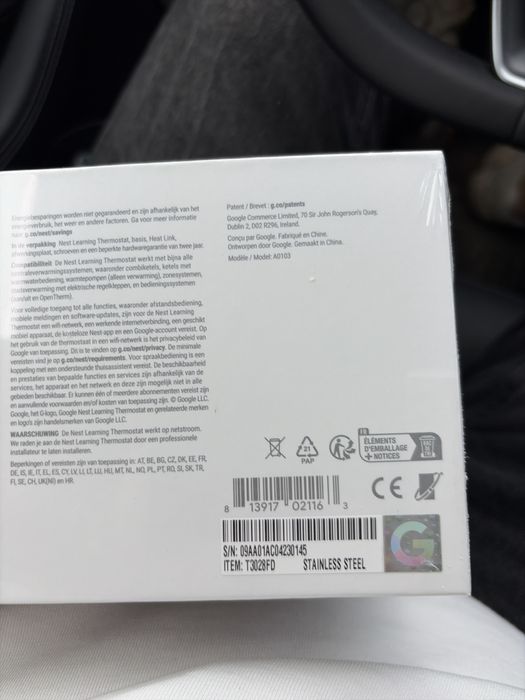 Energiebesparingen worden niet gegarandeerd en zijn afhankelijk van het
energieverbruik, het weer en andere factoren. Ga voor meer informatie
naar g.co/nest/savings
In de verpakking Nest Learning Thermostat, basis, Heat Link,
afwerkingsplaat, schroeven en een beperkte hardwaregarantie van twee jaar.
Compatibiliteit De Nest Learning Thermostat werkt met bijna alle
centraleverwarmingssystemen, waaronder combiketels, ketels met
warmwaterbediening, warmtepompen (alleen verwarming), zonesystemen,
vloerverwarming met elektrische regelkleppen, en bedieningssystemen
(aan/uit en OpenTherm).
Voor volledige toegang tot alle functies, waaronder afstandsbediening,
mobiele meldingen en software-updates, zijn voor de Nest Learning
Thermostat een wifi-netwerk, een werkende internetverbinding, een geschikt
mobiel apparaat, de kosteloze Nest-app en een Google-account vereist. Op
het gebruik van de thermostaat in een wifi-netwerk is het privacybeleid van
Google van toepassing. Dit is te vinden op g.co/nest/privacy. De minimale
vereisten vind je op g.co/nest/requirements. Voor spraakbediening is een
koppeling met een ondersteunde thuisassistent vereist. De beschikbaarheid
en prestaties van bepaalde functies en services zijn afhankelijk van de
services, het apparaat en het netwerk en deze zijn mogelijk niet in alle
gebieden beschikbaar. Er kunnen één of meerdere abonnementen vereist zijn
en aanvullende voorwaarden en/of kosten van toepassing zijn. © Google LLC.
Google, het G-logo, Google Nest Learning Thermostat en gerelateerde merken
en logo's zijn handelsmerken van Google LLC.
WAARSCHUWING De Nest Learning Thermostat werkt op netstroom.
We raden je aan de Nest Learning Thermostat door een professionele
installateur te laten installeren.
Beperkingen of vereisten zijn van toepassing in: AT, BE, BG, CZ, DK, EE, FR,
DE, IS, IE, IT, EL, ES, CY, LV, LI, LT, LU, HU, MT, NL, NO, PL, PT, RO, SI, SK, TR,
FI, SE, CH, UK(NI) en HR.
Patent / Brevet : g.co/patents
Google Commerce Limited, 70 Sir John Rogerson's Quay,
Dublin 2, D02 R296, Ireland.
Conçu par Google. Fabriqué en Chine.
Ontworpen door Google. Gemaakt in China.
Modèle / Model: A0103
21
PAP
FR
ÉLÉMENTS
D'EMBALLAGE
+ NOTICES
BAC
DE
TRI
CE
8 13917 02116 3
S/N: 09AA01AC04230145
ITEM: T3028FD STAINLESS STEEL
G